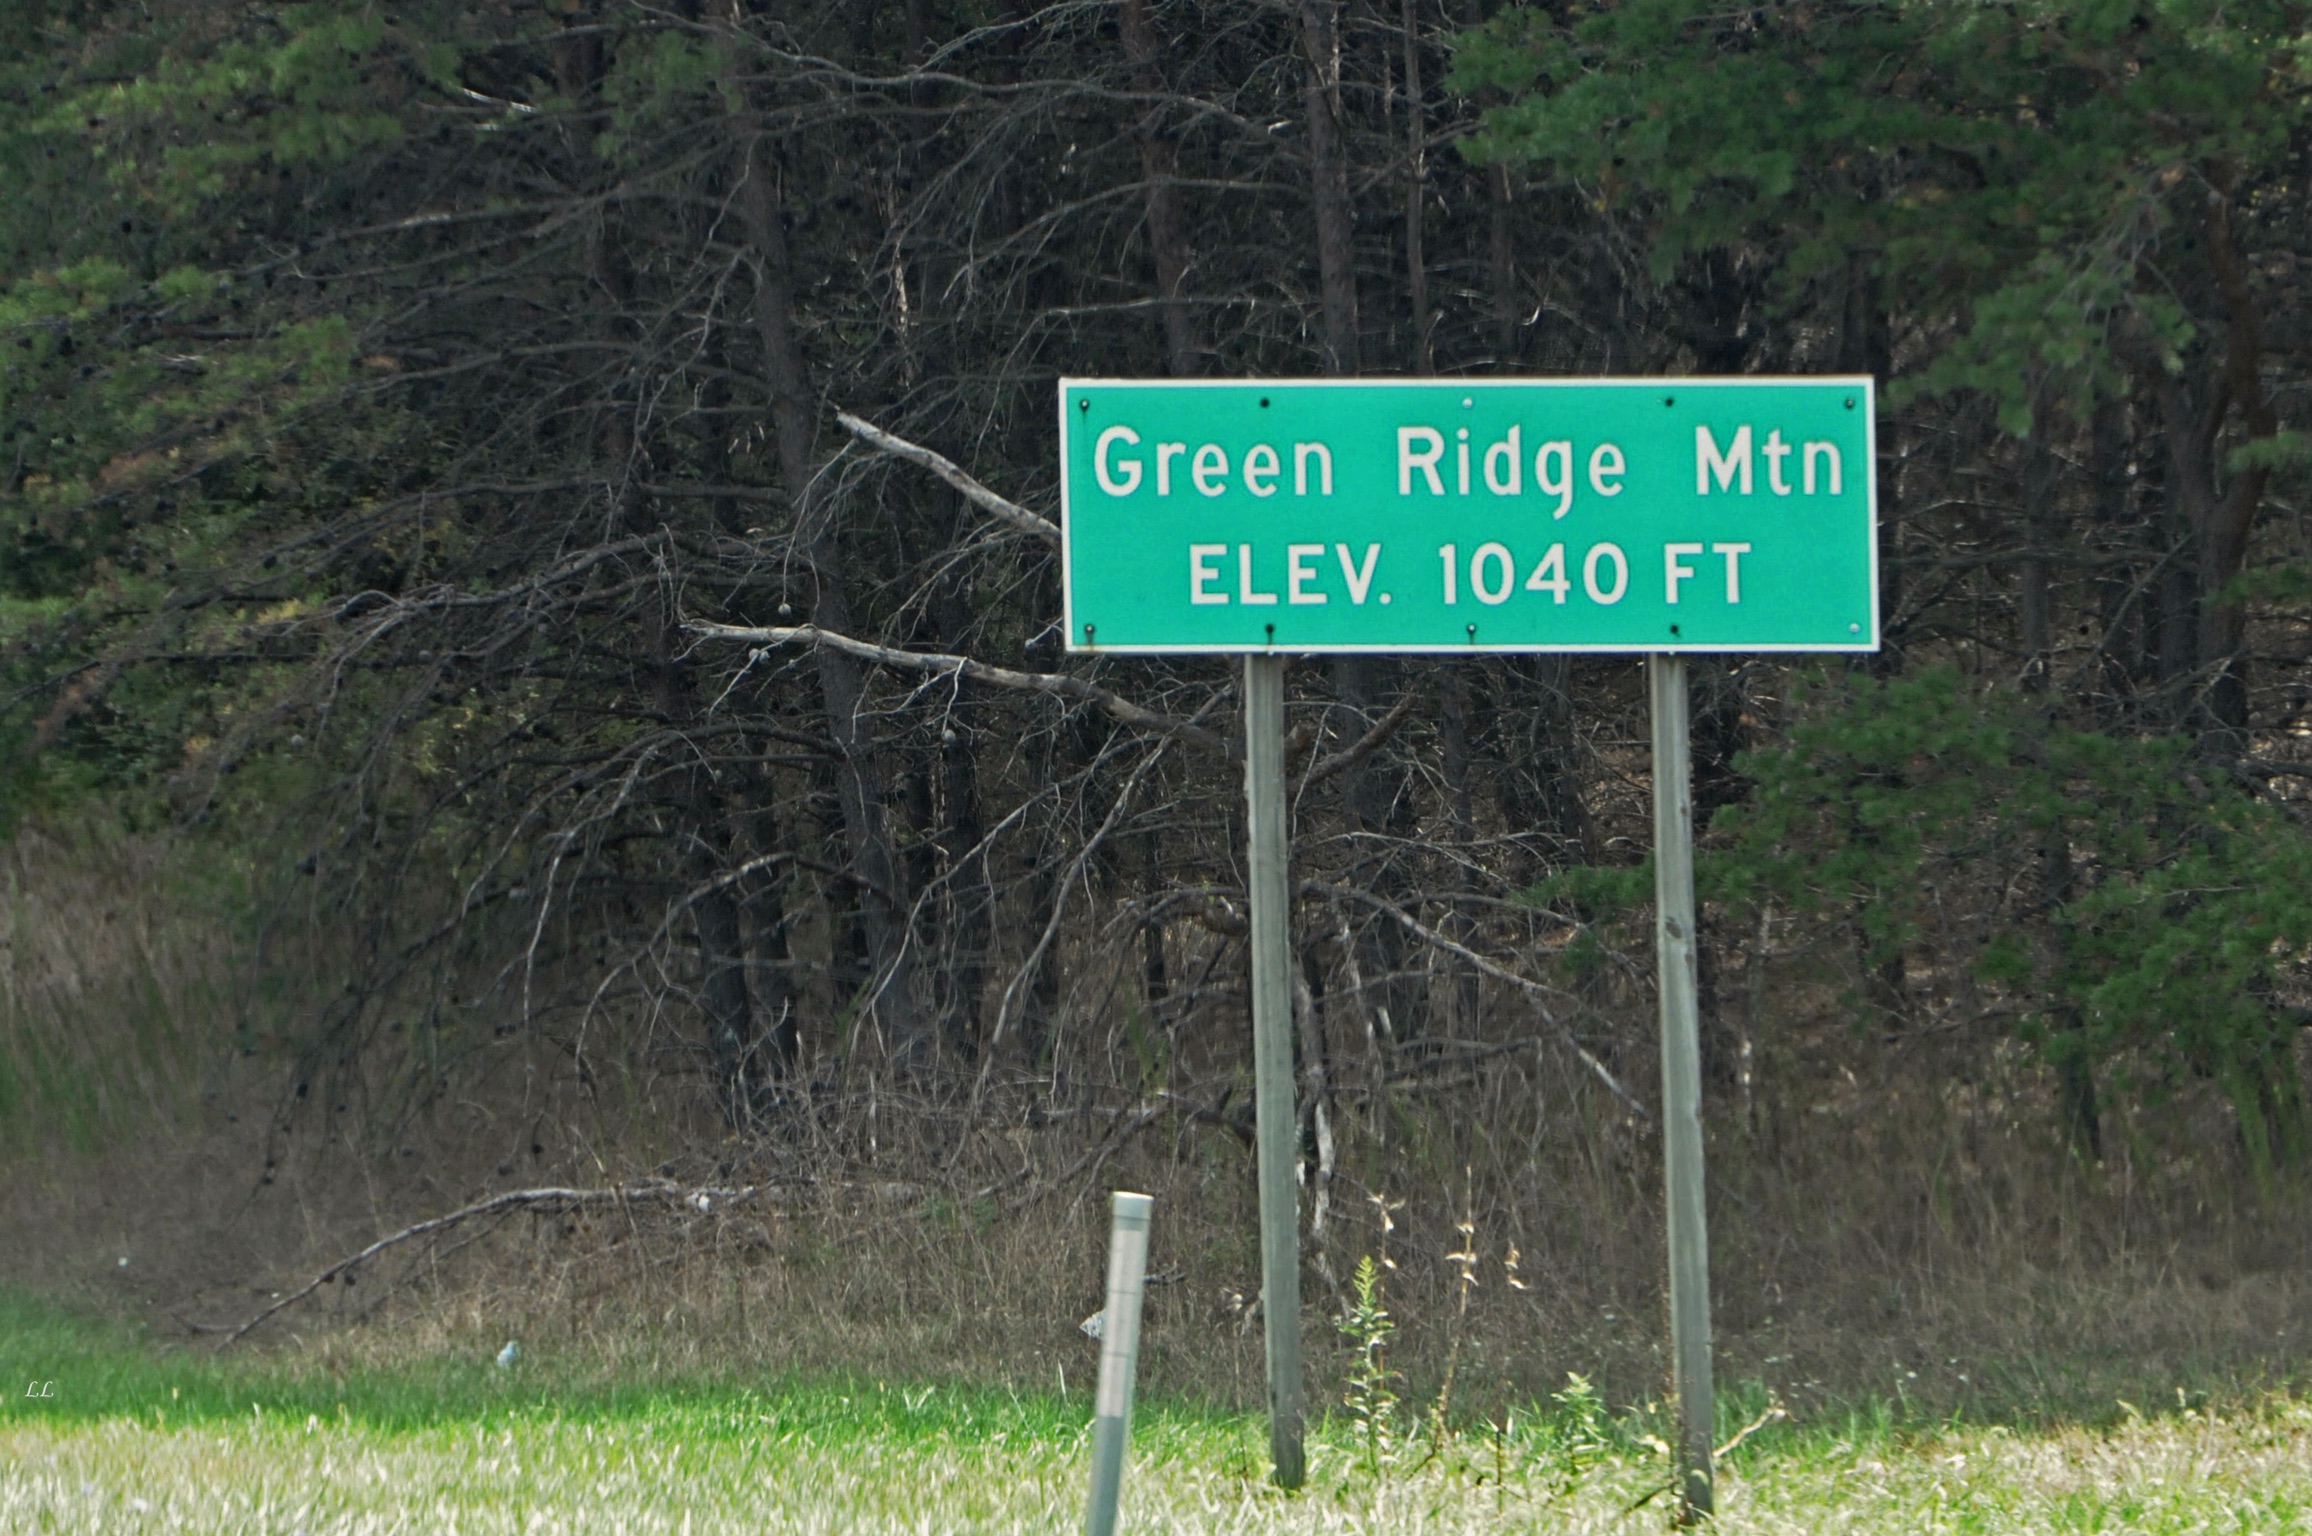 Green Ridge Mtn
ELEV. 1040 FT
LL